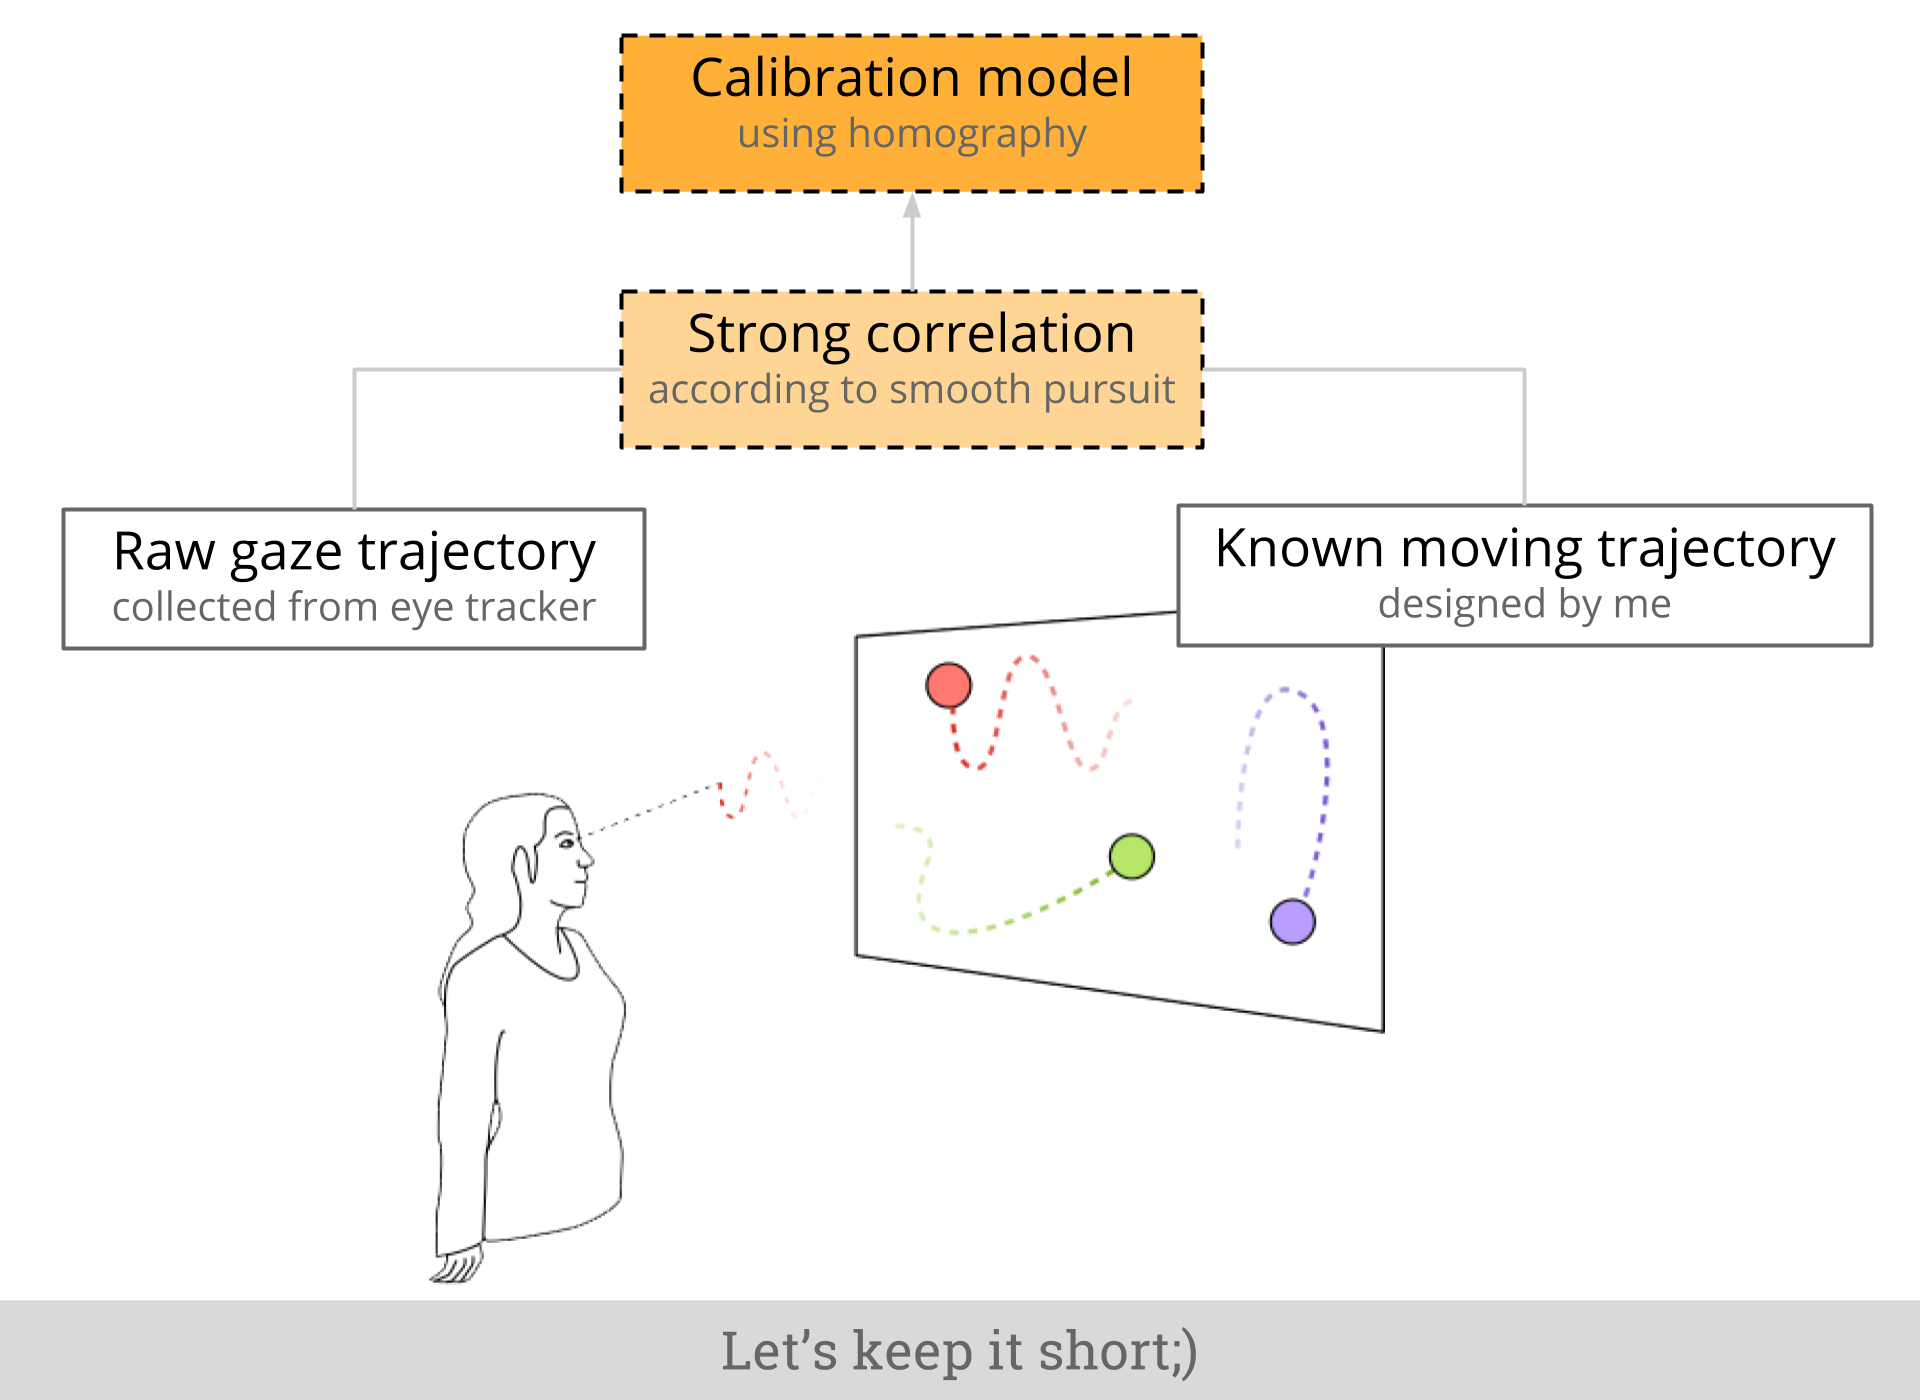 Calibration model
using homography
Strong correlation
according to smooth pursuit
Raw gaze trajectory
collected from eye tracker
Known moving trajectory
designed by me
Let’s keep it short;)